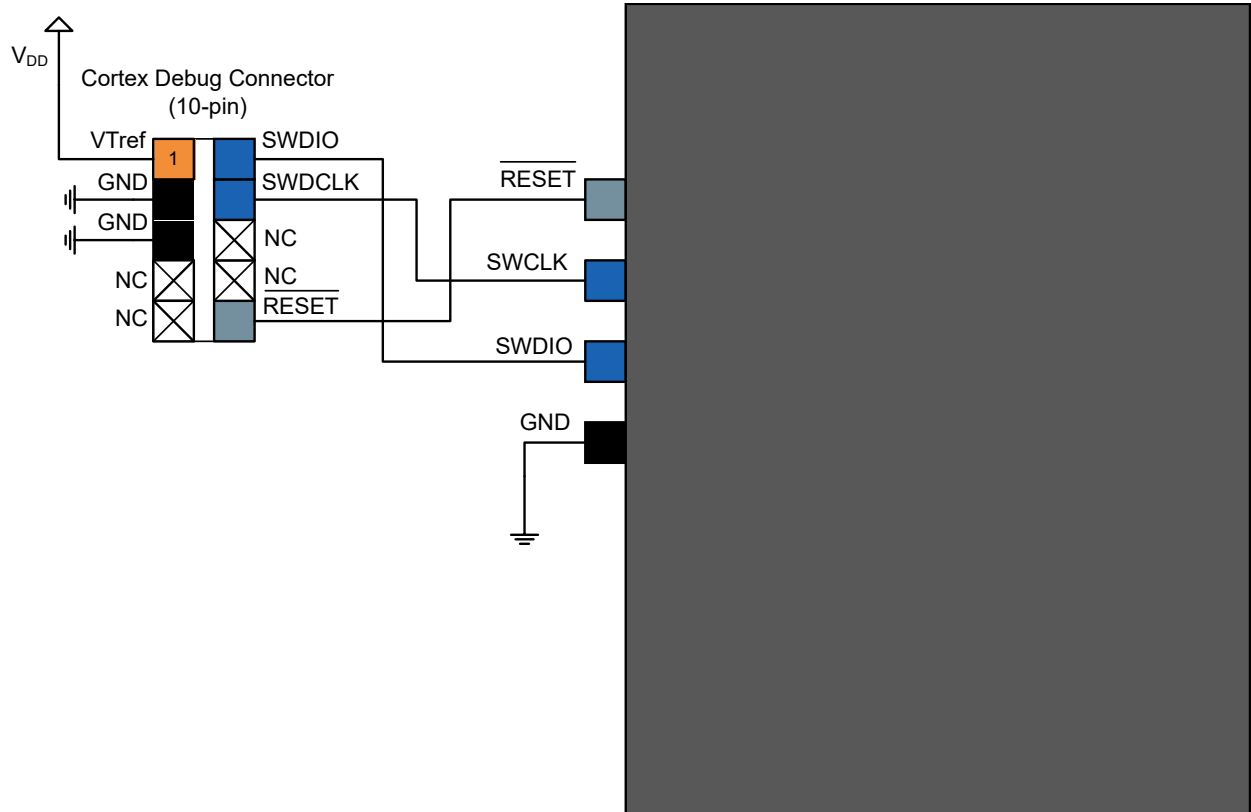 VDD
Cortex Debug Connector
(10-pin)
VTref
1
SWDIO
GND
SWDCLK
GND
NC
NC
NC
NC
RESET
RESET
SWCLK
SWDIO
GND